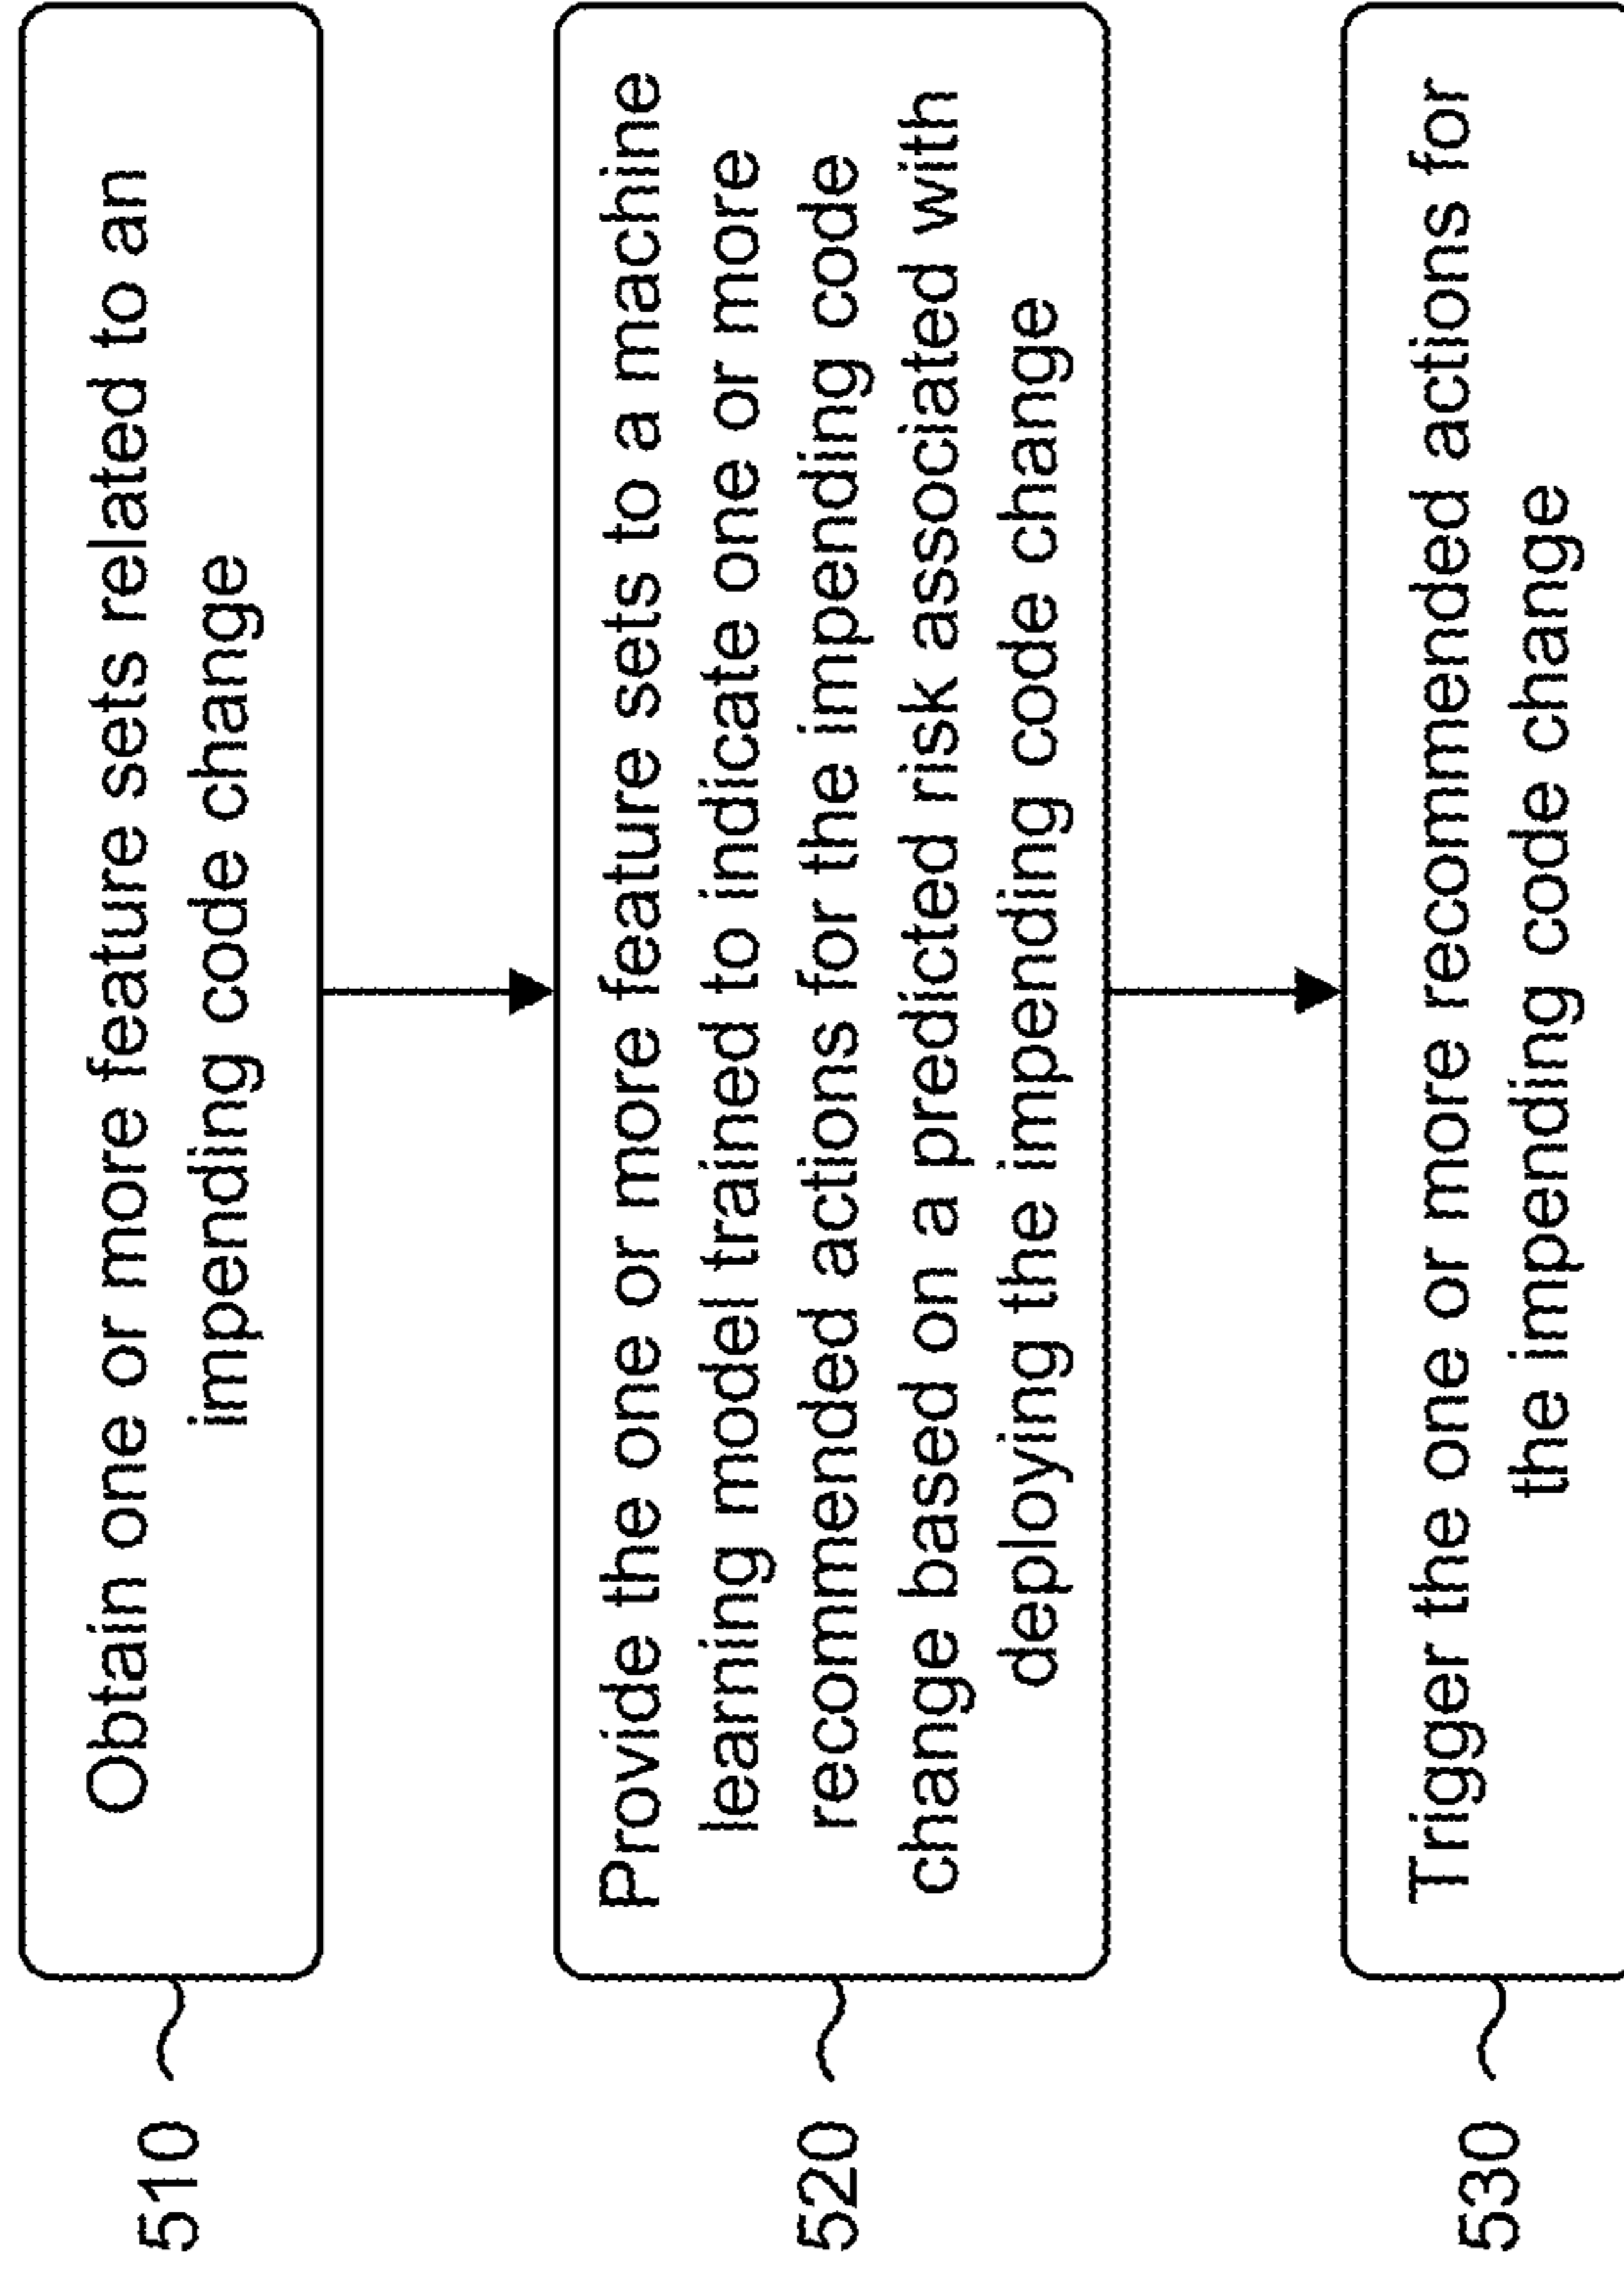 510
Obtain one or more feature sets related to an
impending code change
520
Provide the one or more feature sets to a machine
learning model trained to indicate one or more
recommended actions for the impending code
change based on a predicted risk associated with
deploying the impending code change
530
Trigger the one or more recommended actions for
the impending code change